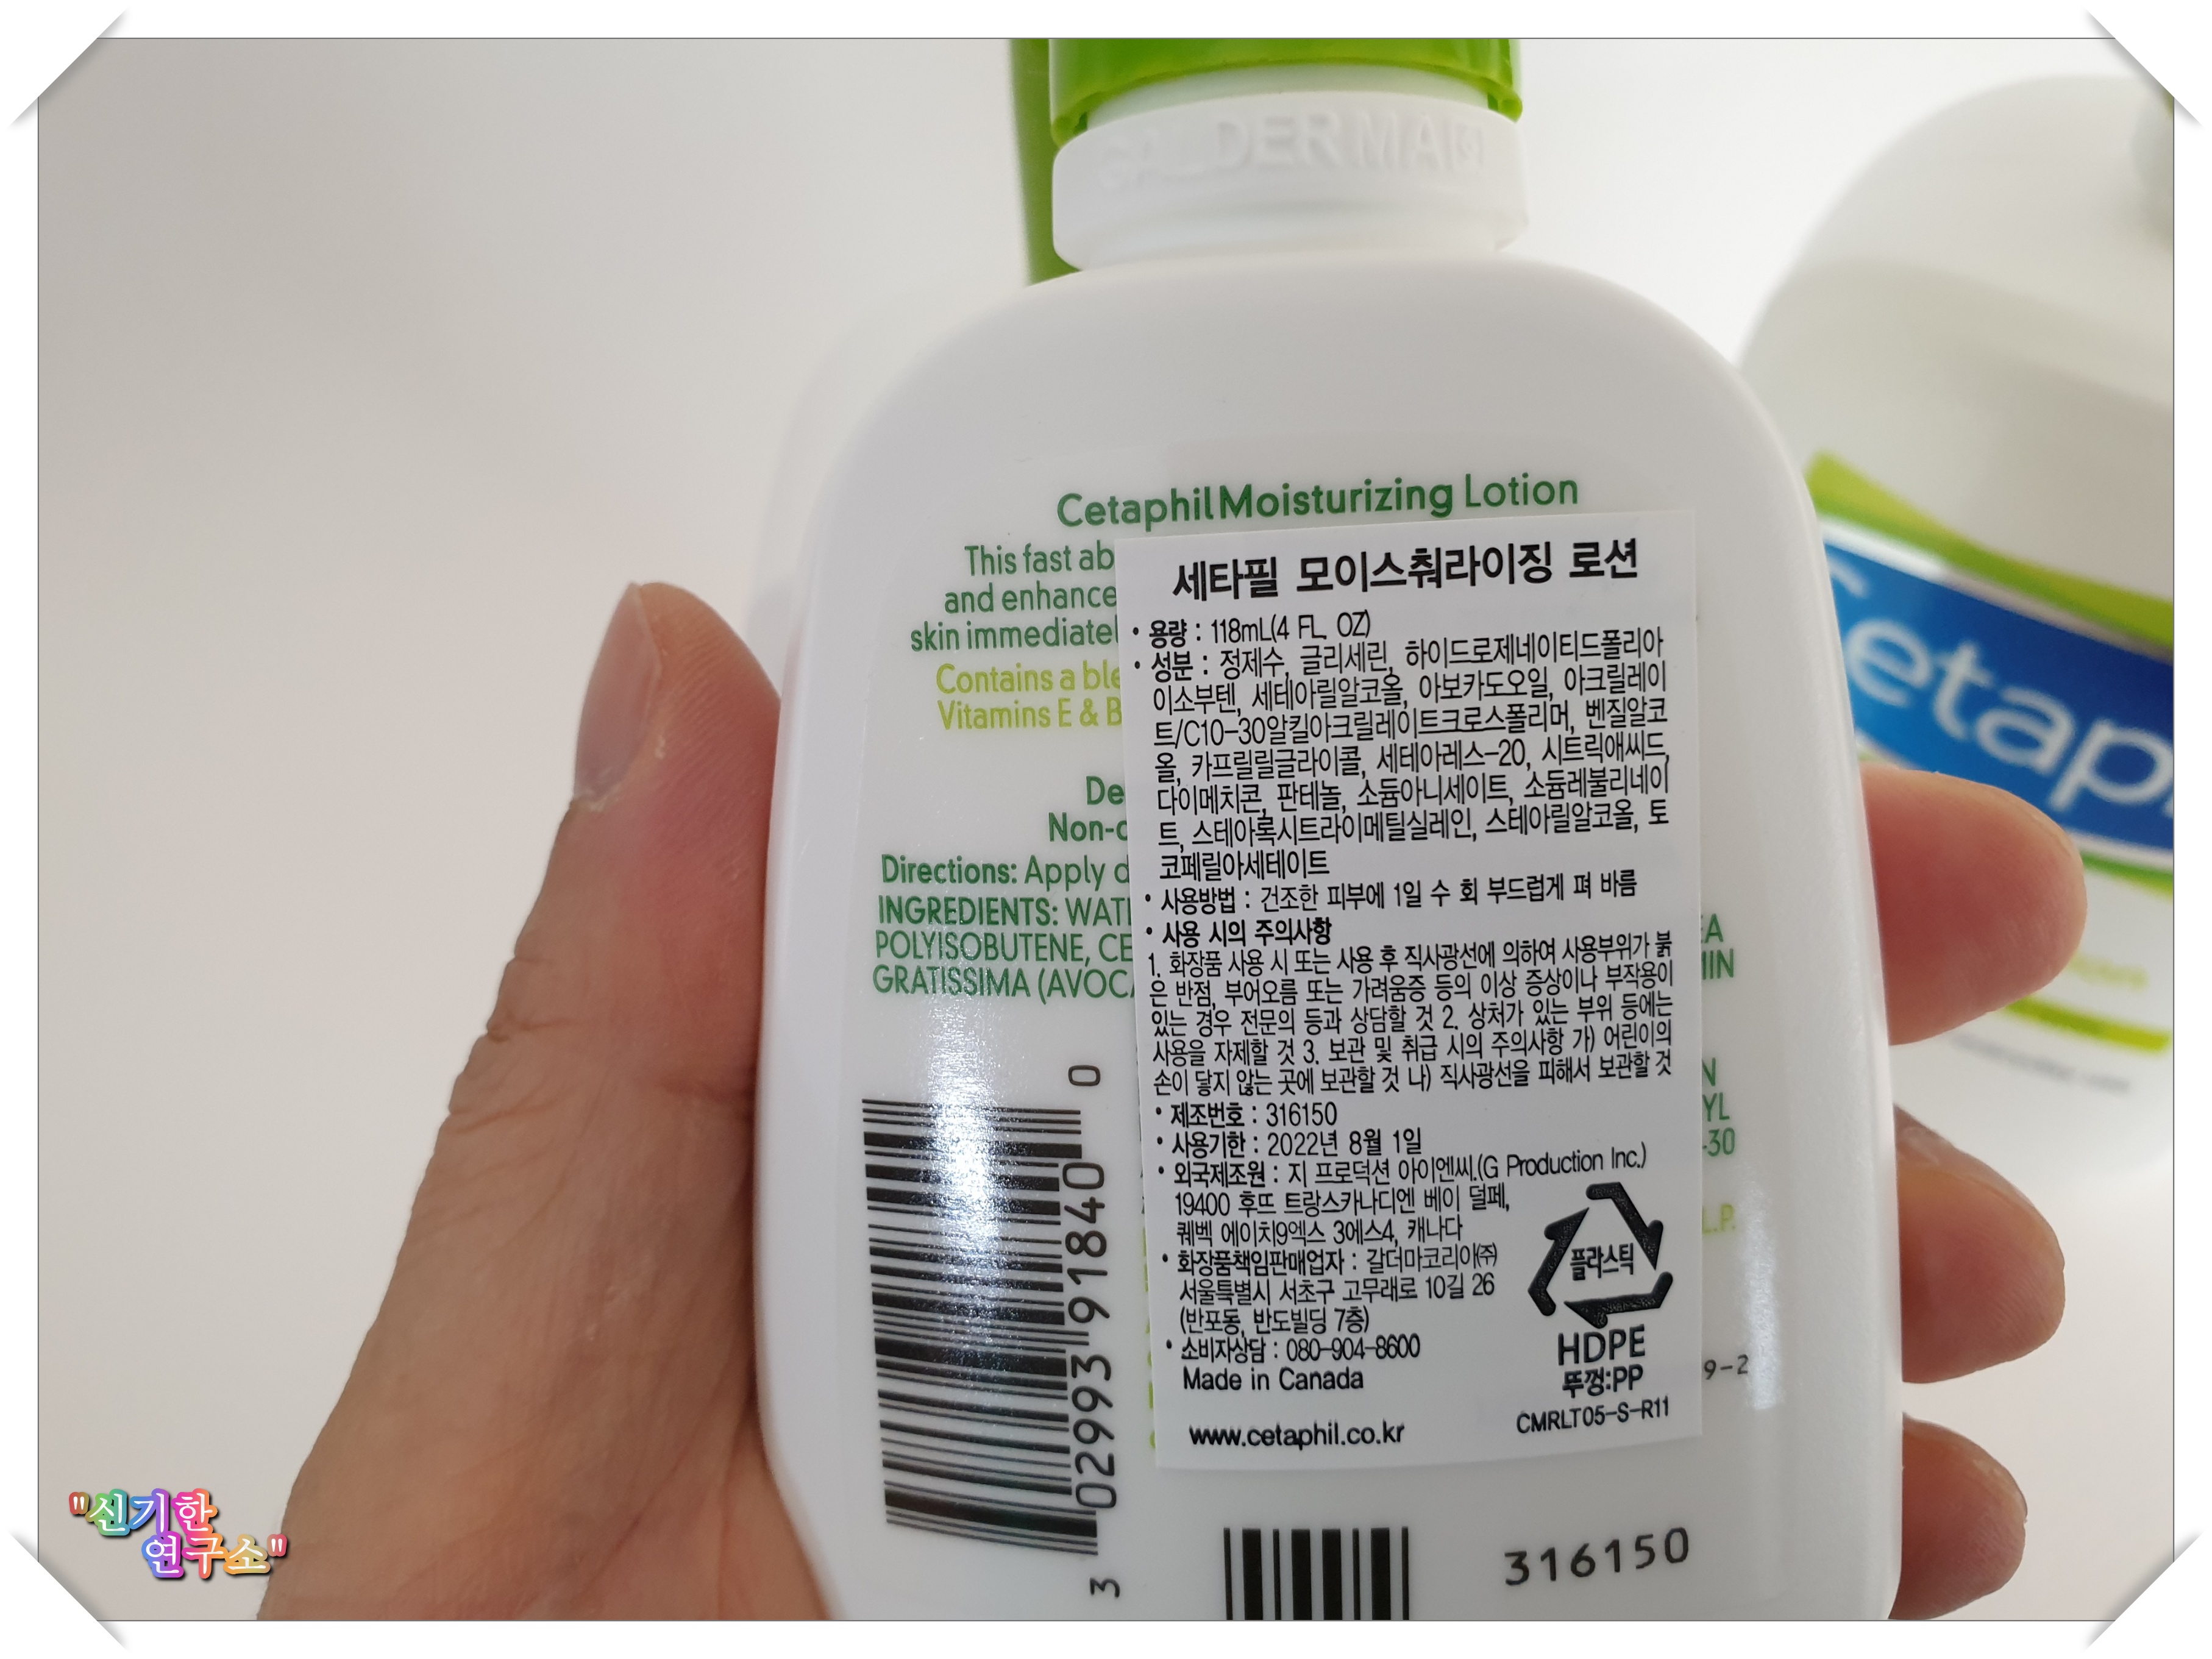 GALDERMA
Cetaphil Moisturizing Lotion
This fast
and enhance
skin immediatel
Contains a ble
Vitamins E & B
De
Non-c
Directions: Apply
INGREDIENTS: WAT
POLYISOBUTENE, CE
GRATISSIMA (AVOCA
세타필 모이스춰라이징 로션
• 용량 : 118mL(4 FL. OZ)
• 성분 : 정제수, 글리세린, 하이드로제네이티드폴리아
이소부텐, 세테아릴알코올, 아보카도오일, 아크릴레이
트/C10-30알킬아크릴레이트크로스폴리머, 벤질알코
올, 카프릴릴글라이콜, 세테아레스-20, 시트릭애씨드,
다이메치콘, 판테놀, 소듐아니세이트, 소듐레불리네이
트, 스테아록시트라이메틸실레인, 스테아릴알코올, 토
코페릴아세테이트
• 사용방법 : 건조한 피부에 1일 수 회 부드럽게 펴 바름
• 사용 시의 주의사항
1. 화장품 사용 시 또는 사용 후 직사광선에 의하여 사용부위가 붉
은 반점, 부어오름 또는 가려움증 등의 이상 증상이나 부작용이
있는 경우 전문의 등과 상담할 것 2. 상처가 있는 부위 등에는
사용을 자제할 것 3. 보관 및 취급 시의 주의사항 가) 어린이의
손이 닿지 않는 곳에 보관할 것 나) 직사광선을 피해서 보관할 것
• 제조번호 : 316150
• 사용기한 : 2022년 8월 1일
• 외국제조원 : 지 프로덕션 아이엔씨.(G Production Inc.)
19400 후뜨 트랑스카나디엔 베이 덜페,
퀘벡 에이치9엑스 3에스4, 캐나다
• 화장품책임판매업자 : 갈더마코리아㈜
서울특별시 서초구 고무래로 10길 26
(반포동, 반도빌딩 7층)
• 소비자상담 : 080-904-8600
Made in Canada
www.cetaphil.co.kr
플라스틱
HDPE
뚜껑:PP
CMRLT05-S-R11
EA
MIN
N
YL
-30
L.P.
9-2
3 02993 91840 0
316150
Cetap
"신기한
연구소"